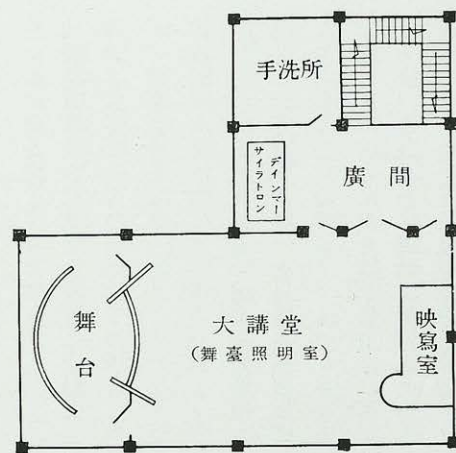 手洗所
サイラトロン
デインマー
廣間
舞台
大講堂
(舞臺照明室)
映寫室